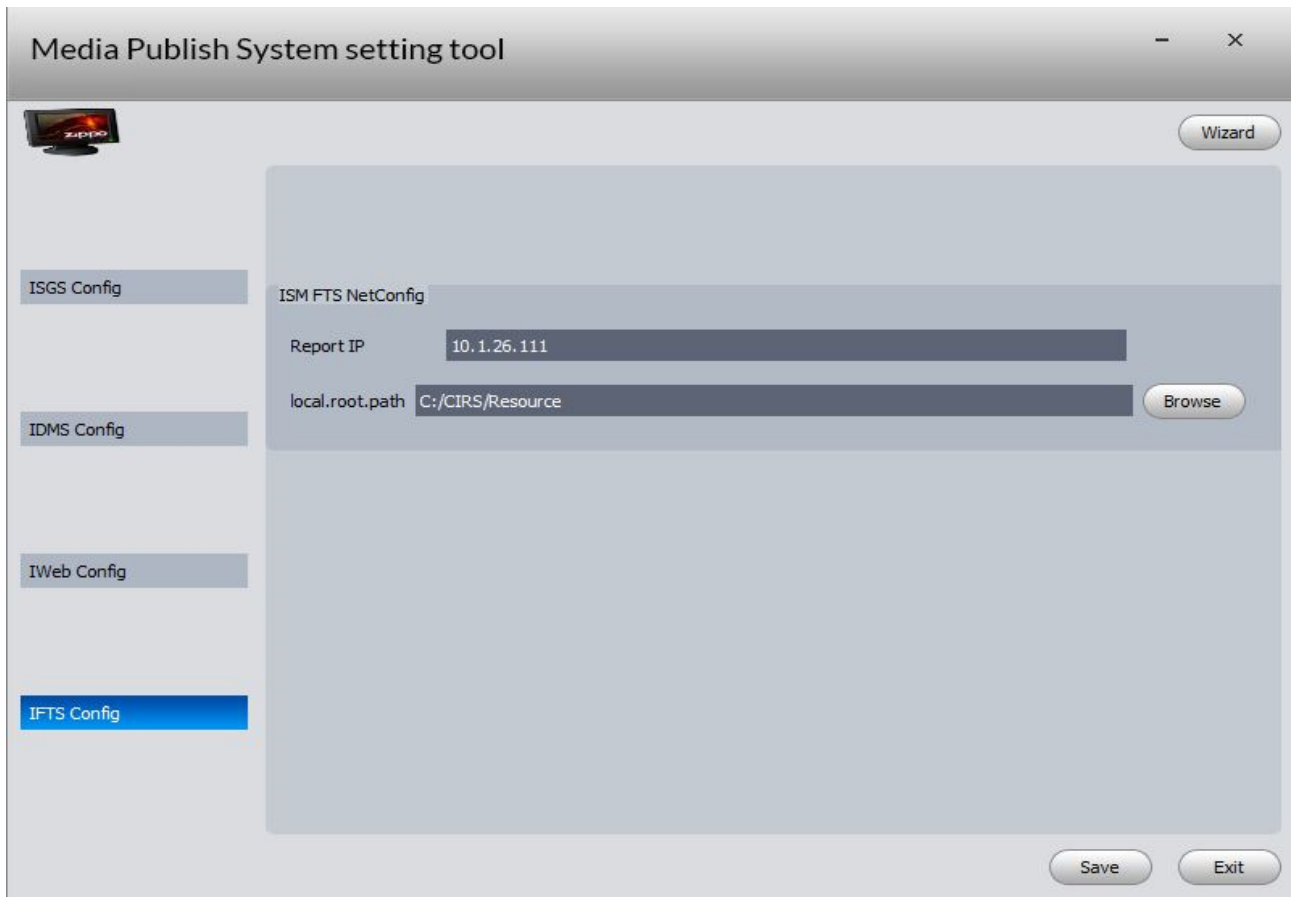 Media Publish System setting tool
zippo
Wizard
ISGS Config
ISM FTS NetConfig
Report IP 10.1.26.111
local.root.path C:/CIRS/Resource Browse
IDMS Config
IWeb Config
IFTS Config
Save Exit